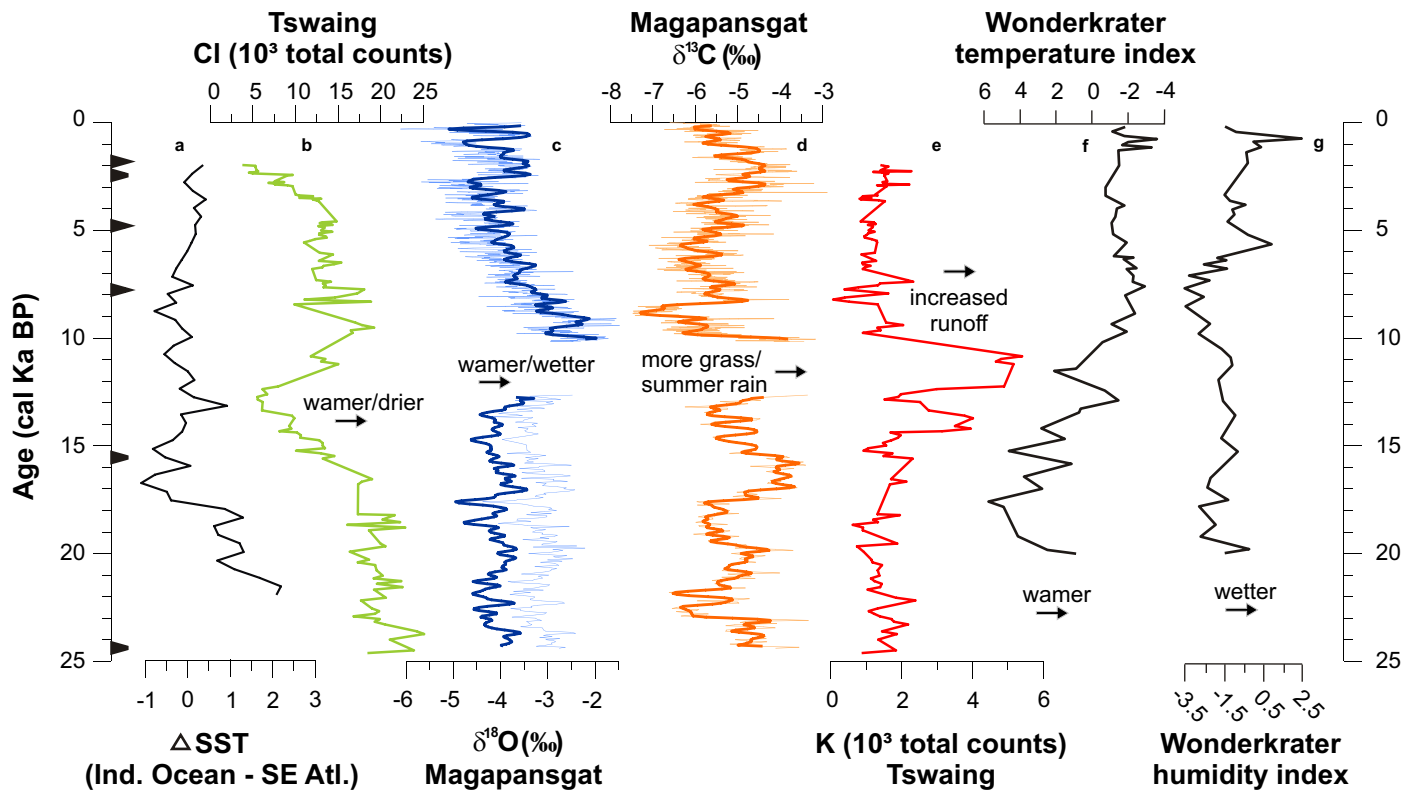 Tswaing
Cl (10³ total counts)
Magapansgat
δ¹³C (‰)
Wonderkrater
temperature index
0 5 10 15 20 25
-8 -7 -6 -5 -4 -3
6 4 2 0 -2 -4
0
5
10
15
20
25
Age (cal Ka BP)
a b c d e f g
increased
runoff
wamer/wetter
more grass/
summer rain
wamer/drier
wamer
wetter
0
5
10
15
20
25
-1 0 1 2 3
-6 -5 -4 -3 -2
0 2 4 6
-3.5 -1.5 0.5 2.5
△SST
(Ind. Ocean - SE Atl.)
δ¹⁸O (‰)
Magapansgat
K (10³ total counts)
Tswaing
Wonderkrater
humidity index